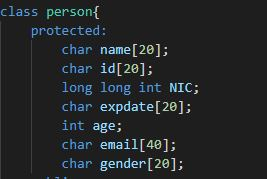 class person{
protected:
char name[20];
char id[20];
long long int NIC;
char expdate[20];
int age;
char email[40];
char gender[20];